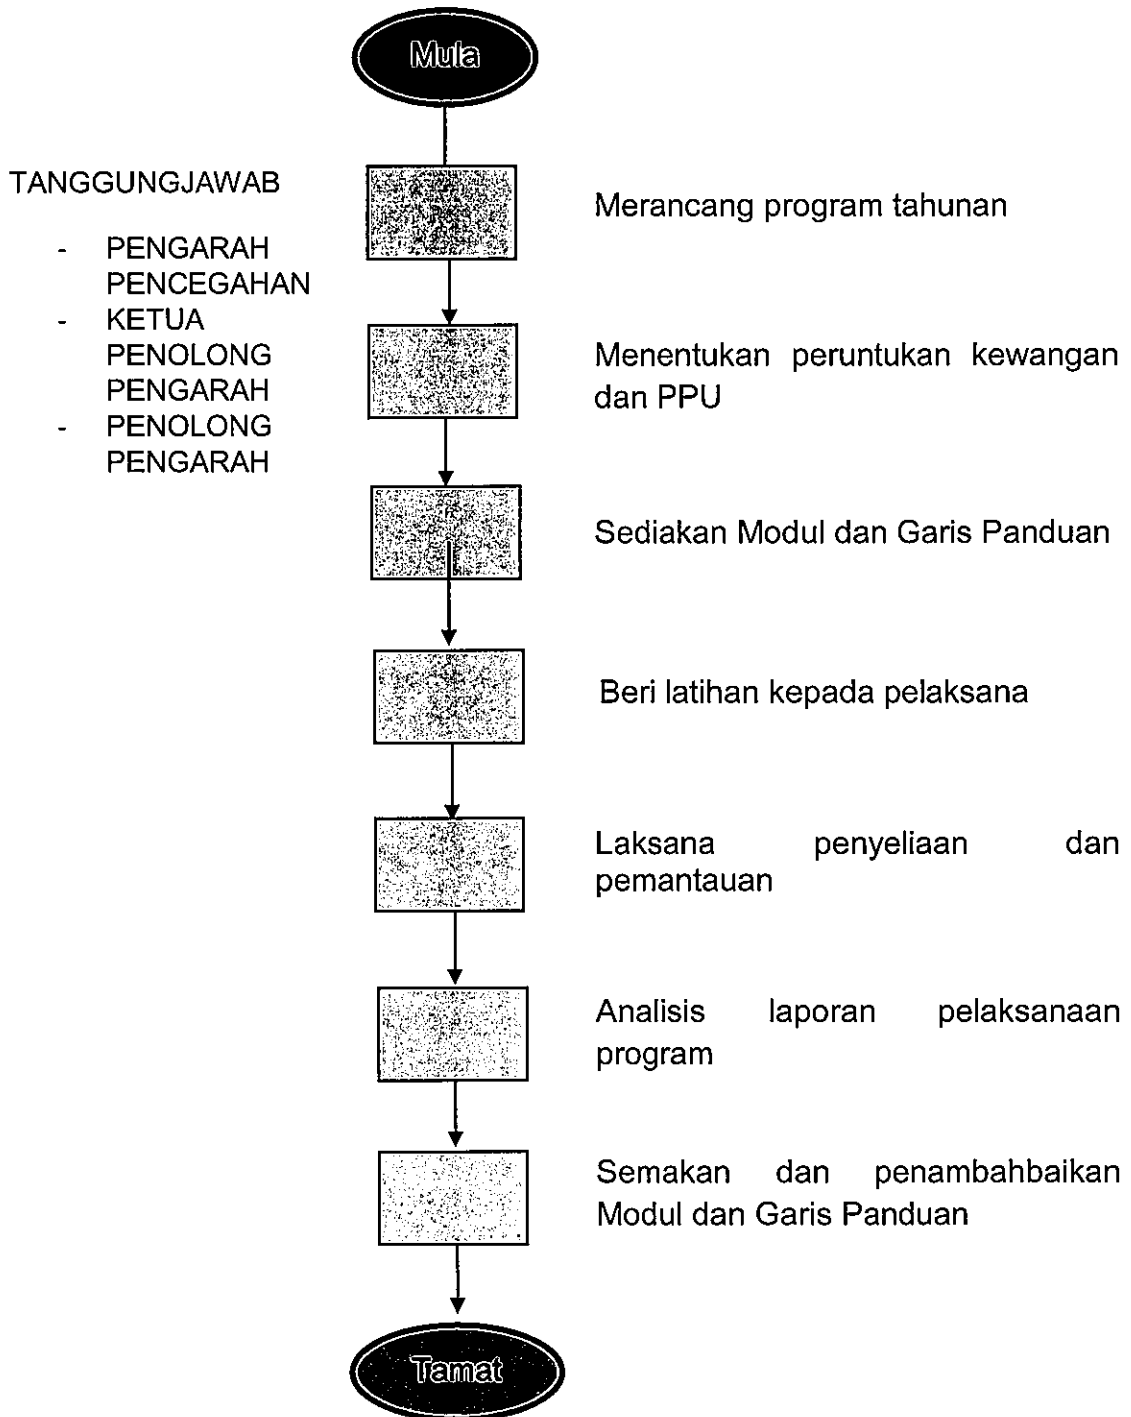 Mula
TANGGUNGJAWAB
- PENGARAH
PENCEGAHAN
- KETUA
PENOLONG
PENGARAH
- PENOLONG
PENGARAH
Merancang program tahunan
Menentukan peruntukan kewangan
dan PPU
Sediakan Modul dan Garis Panduan
Beri latihan kepada pelaksana
Laksana penyeliaan dan
pemantauan
Analisis laporan pelaksanaan
program
Semakan dan penambahbaikan
Modul dan Garis Panduan
Tamat